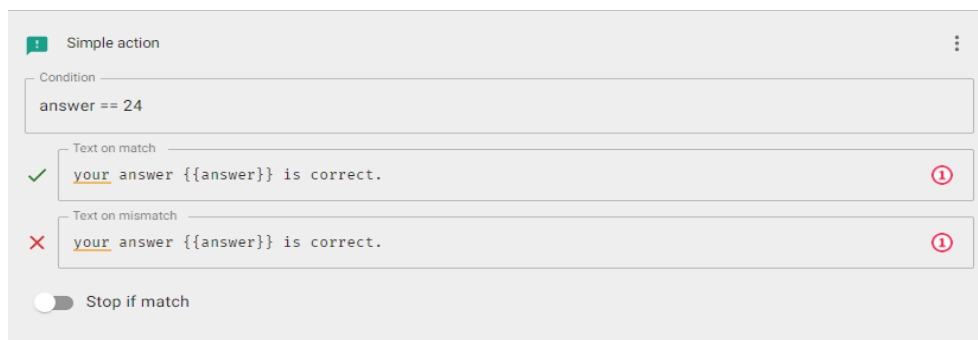 Simple action
Condition
answer == 24
Text on match
your answer {{answer}} is correct.
1
Text on mismatch
your answer {{answer}} is correct.
1
Stop if match